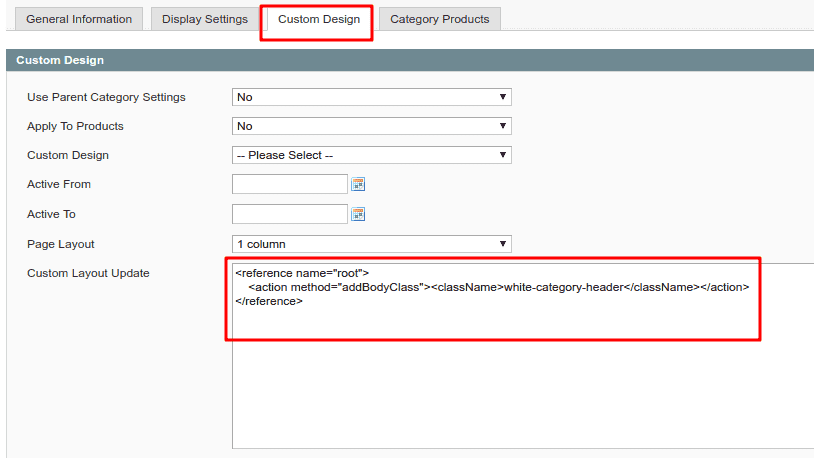 General Information Display Settings Custom Design Category Products
Custom Design
Use Parent Category Settings No
Apply To Products No
Custom Design -- Please Select --
Active From
Active To
Page Layout 1 column
Custom Layout Update <reference name="root">
<action method="addBodyClass"><className>white-category-header</className></action>
</reference>